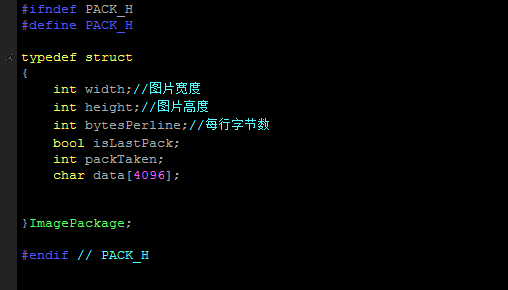 #ifndef PACK_H
#define PACK_H
typedef struct
{
int width;//图片宽度
int height;//图片高度
int bytesPerline;//每行字节数
bool isLastPack;
int packTaken;
char data[4096];
}ImagePackage;
#endif // PACK_H